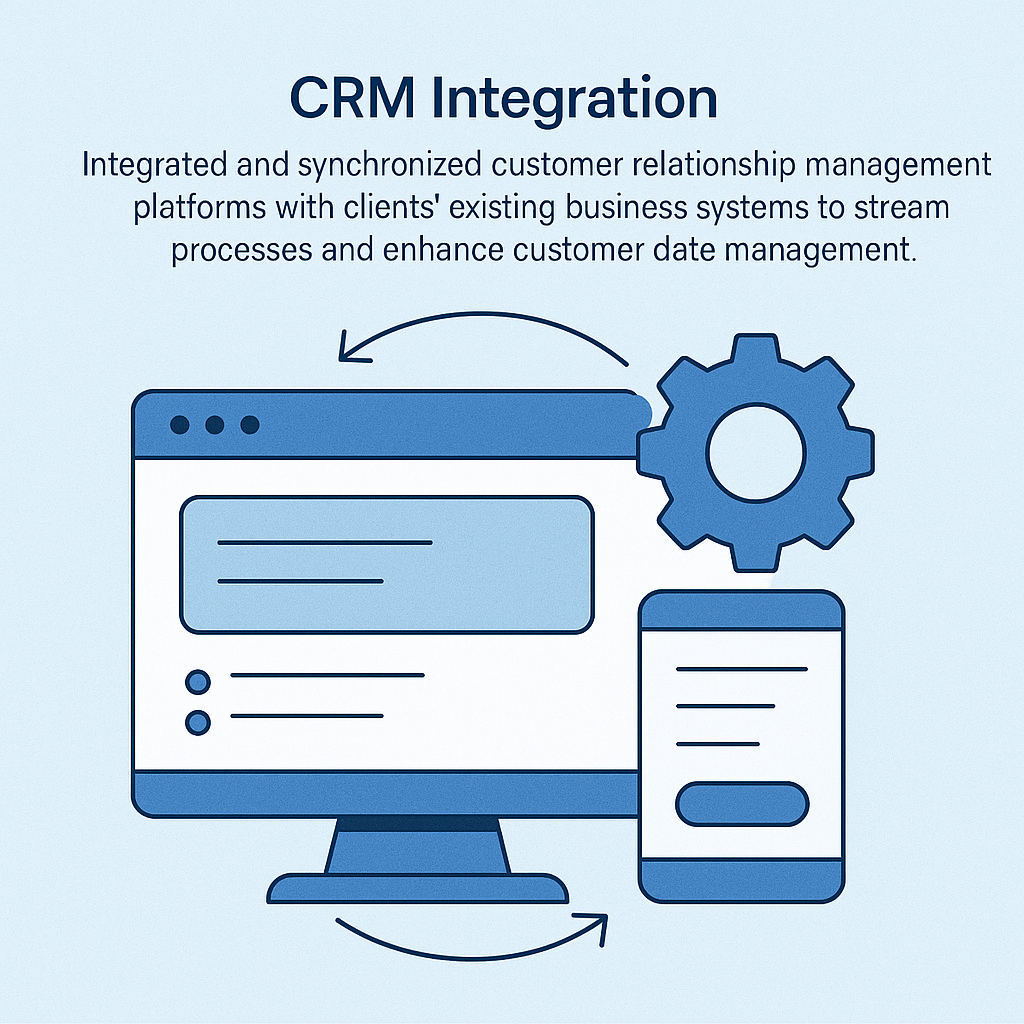 CRM Integration
Integrated and synchronized customer relationship management
platforms with clients' existing business systems to stream
processes and enhance customer date management.